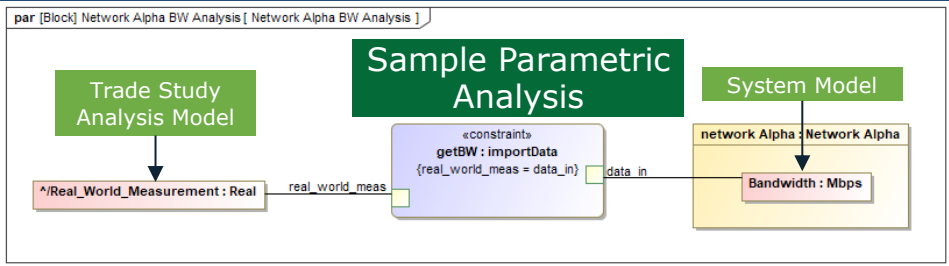 par [Block] Network Alpha BW Analysis [ Network Alpha BW Analysis ]
Sample Parametric
Analysis
Trade Study
Analysis Model
System Model
«constraint»
getBW : importData
{real_world_meas = data_in}
network Alpha : Network Alpha
^/Real_World_Measurement : Real
real_world_meas
data_in
Bandwidth : Mbps